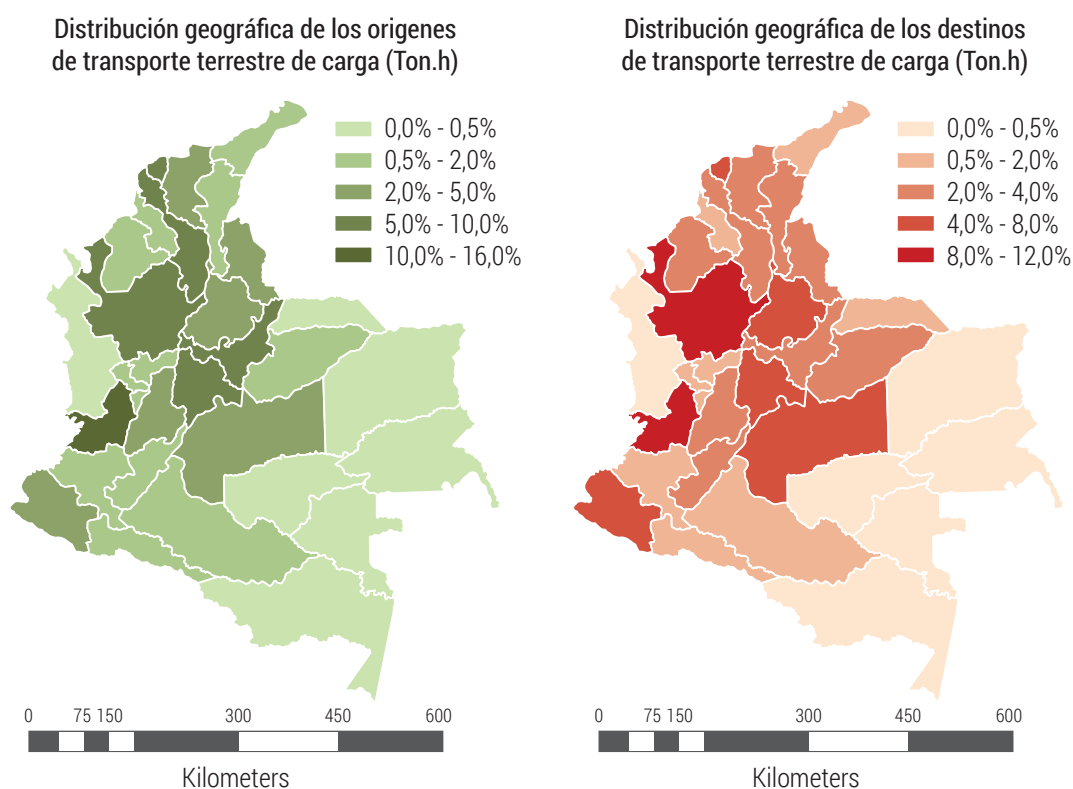 Distribución geográfica de los origenes
de transporte terrestre de carga (Ton.h)
0,0% - 0,5%
0,5% - 2,0%
2,0% - 5,0%
5,0% - 10,0%
10,0% - 16,0%
0 75 150 300 450 600
Kilometers
Distribución geográfica de los destinos
de transporte terrestre de carga (Ton.h)
0,0% - 0,5%
0,5% - 2,0%
2,0% - 4,0%
4,0% - 8,0%
8,0% - 12,0%
0 75 150 300 450 600
Kilometers